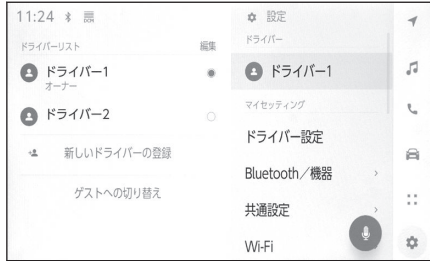 11:24
ドライバーリスト
編集
ドライバー1
オーナー
ドライバー2
新しいドライバーの登録
ゲストへの切り替え
設定
ドライバー
ドライバー1
マイセッティング
ドライバー設定
Bluetooth／機器
共通設定
Wi-Fi